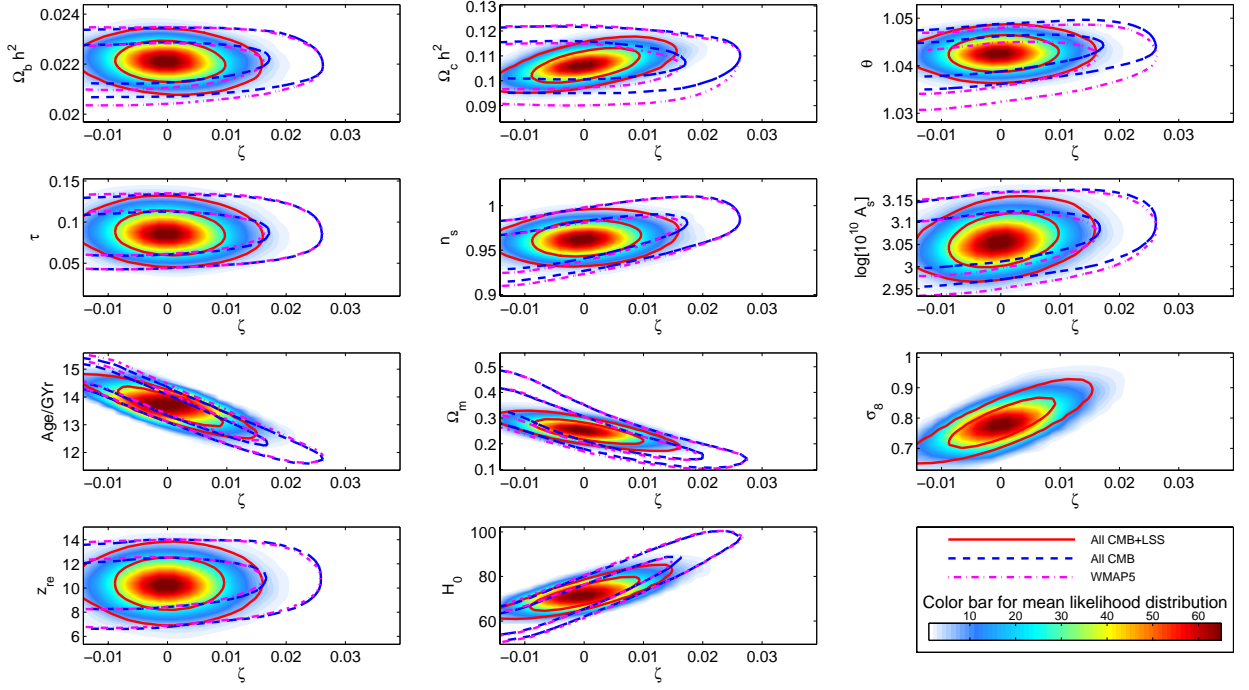 0.024
0.022
0.02
Ω_b h²
−0.01 0 0.01 0.02 0.03
ζ
0.13
0.12
0.11
0.1
0.09
Ω_c h²
−0.01 0 0.01 0.02 0.03
ζ
1.05
1.04
1.03
θ
−0.01 0 0.01 0.02 0.03
ζ
0.15
0.1
0.05
τ
−0.01 0 0.01 0.02 0.03
ζ
1
0.95
0.9
n_s
−0.01 0 0.01 0.02 0.03
ζ
3.15
3.1
3.05
3
2.95
log[10¹⁰ A_s]
−0.01 0 0.01 0.02 0.03
ζ
15
14
13
12
Age/GYr
−0.01 0 0.01 0.02 0.03
ζ
0.5
0.4
0.3
0.2
0.1
Ω_m
−0.01 0 0.01 0.02 0.03
ζ
1
0.9
0.8
0.7
σ_8
−0.01 0 0.01 0.02 0.03
ζ
14
12
10
8
6
z_re
−0.01 0 0.01 0.02 0.03
ζ
100
80
60
H_0
−0.01 0 0.01 0.02 0.03
ζ
All CMB+LSS
All CMB
WMAP5
Color bar for mean likelihood distribution
10 20 30 40 50 60